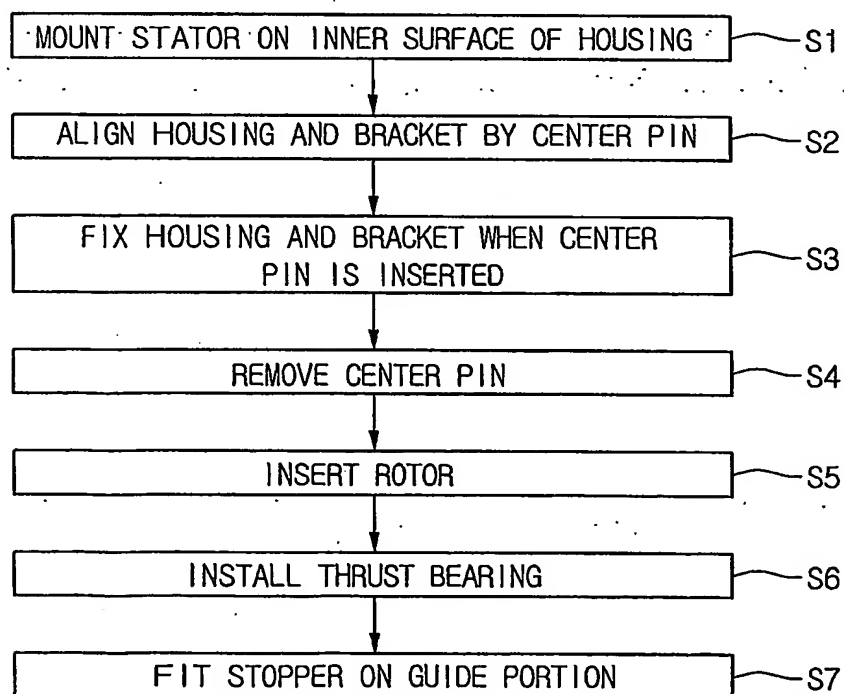 MOUNT STATOR ON INNER SURFACE OF HOUSING S1
ALIGN HOUSING AND BRACKET BY CENTER PIN S2
FIX HOUSING AND BRACKET WHEN CENTER
PIN IS INSERTED S3
REMOVE CENTER PIN S4
INSERT ROTOR S5
INSTALL THRUST BEARING S6
FIT STOPPER ON GUIDE PORTION S7